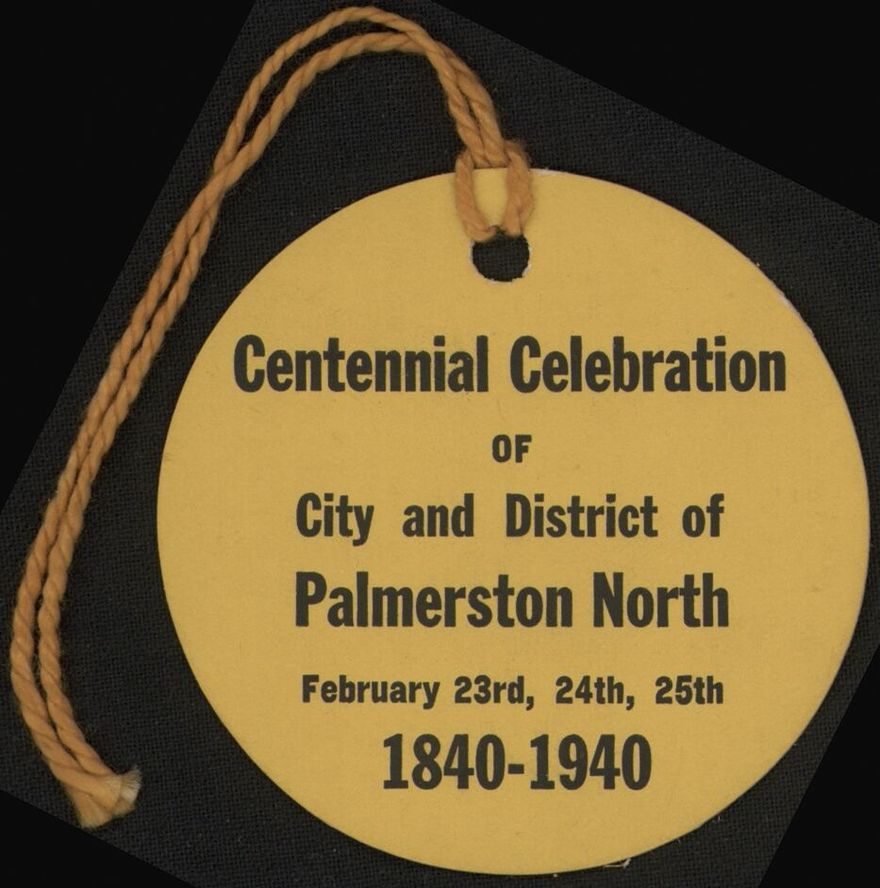 Centennial Celebration
OF
City and District of
Palmerston North
February 23rd, 24th, 25th
1840-1940